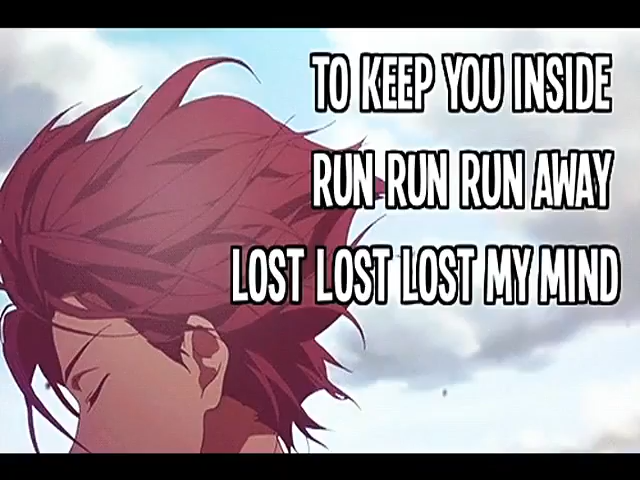 TO KEEP YOU INSIDE
RUN RUN RUN AWAY
LOST LOST LOST MY MIND